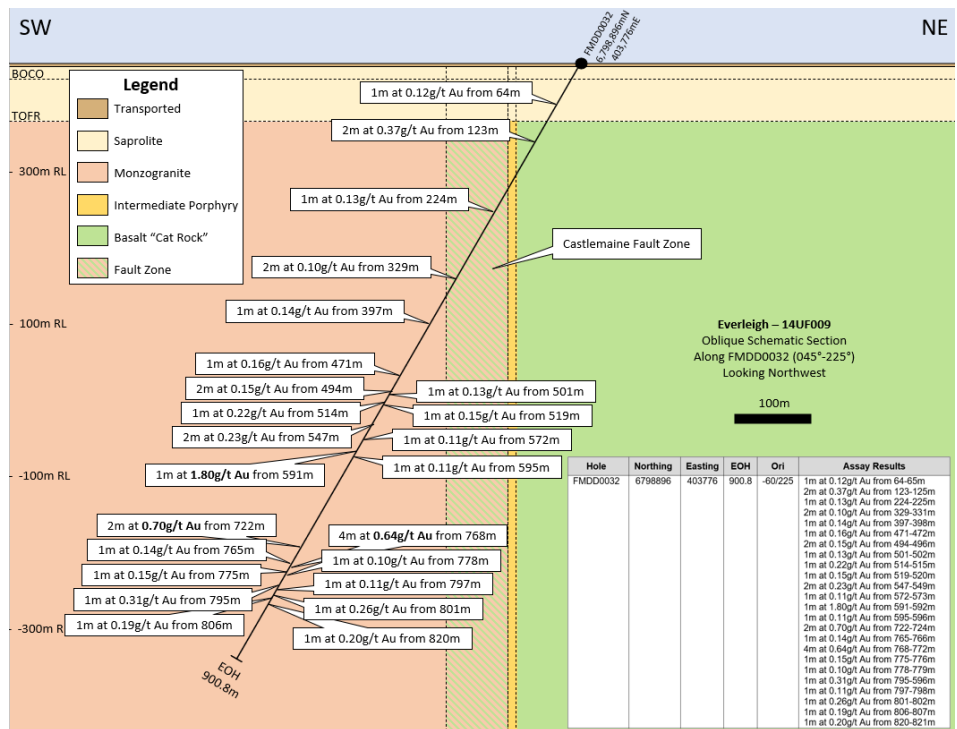 SW
NE
FMDD0032
6,798,896mN
403,776mE
BOCO
TOFR
300m RL
100m RL
-100m RL
-300m RL
Legend
Transported
Saprolite
Monzogranite
Intermediate Porphyry
Basalt “Cat Rock”
Fault Zone
1m at 0.12g/t Au from 64m
2m at 0.37g/t Au from 123m
1m at 0.13g/t Au from 224m
Castlemaine Fault Zone
2m at 0.10g/t Au from 329m
1m at 0.14g/t Au from 397m
1m at 0.16g/t Au from 471m
2m at 0.15g/t Au from 494m
1m at 0.13g/t Au from 501m
1m at 0.22g/t Au from 514m
1m at 0.15g/t Au from 519m
2m at 0.23g/t Au from 547m
1m at 0.11g/t Au from 572m
1m at 1.80g/t Au from 591m
1m at 0.11g/t Au from 595m
2m at 0.70g/t Au from 722m
4m at 0.64g/t Au from 768m
1m at 0.14g/t Au from 765m
1m at 0.10g/t Au from 778m
1m at 0.15g/t Au from 775m
1m at 0.11g/t Au from 797m
1m at 0.31g/t Au from 795m
1m at 0.26g/t Au from 801m
1m at 0.19g/t Au from 806m
1m at 0.20g/t Au from 820m
EOH
900.8m
Everleigh – 14UF009
Oblique Schematic Section
Along FMDD0032 (045°-225°)
Looking Northwest
100m
Hole Northing Easting EOH Ori Assay Results
FMDD0032 6798896 403776 900.8 -60/225 1m at 0.12g/t Au from 64-65m
2m at 0.37g/t Au from 123-125m
1m at 0.13g/t Au from 224-225m
2m at 0.10g/t Au from 329-331m
1m at 0.14g/t Au from 397-398m
1m at 0.16g/t Au from 471-472m
2m at 0.15g/t Au from 494-496m
1m at 0.13g/t Au from 501-502m
1m at 0.22g/t Au from 514-515m
1m at 0.15g/t Au from 519-520m
2m at 0.23g/t Au from 547-549m
1m at 0.11g/t Au from 572-573m
1m at 1.80g/t Au from 591-592m
1m at 0.11g/t Au from 595-596m
2m at 0.70g/t Au from 722-724m
1m at 0.14g/t Au from 765-766m
4m at 0.64g/t Au from 768-772m
1m at 0.15g/t Au from 775-776m
1m at 0.10g/t Au from 778-779m
1m at 0.31g/t Au from 795-596m
1m at 0.11g/t Au from 797-798m
1m at 0.26g/t Au from 801-802m
1m at 0.19g/t Au from 806-807m
1m at 0.20g/t Au from 820-821m